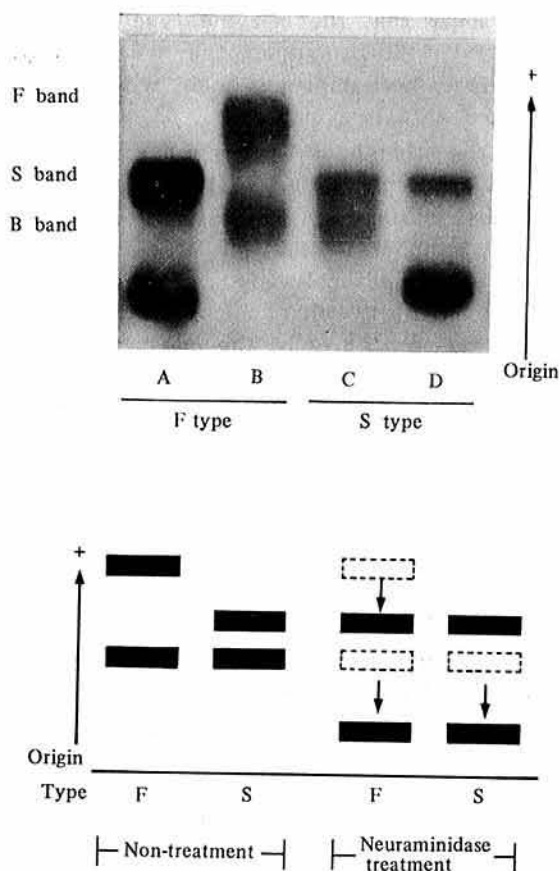 F band
S band
B band
+
Origin
A B C D
F type S type
+
Origin
Type F S F S
Non-treatment Neuraminidase treatment